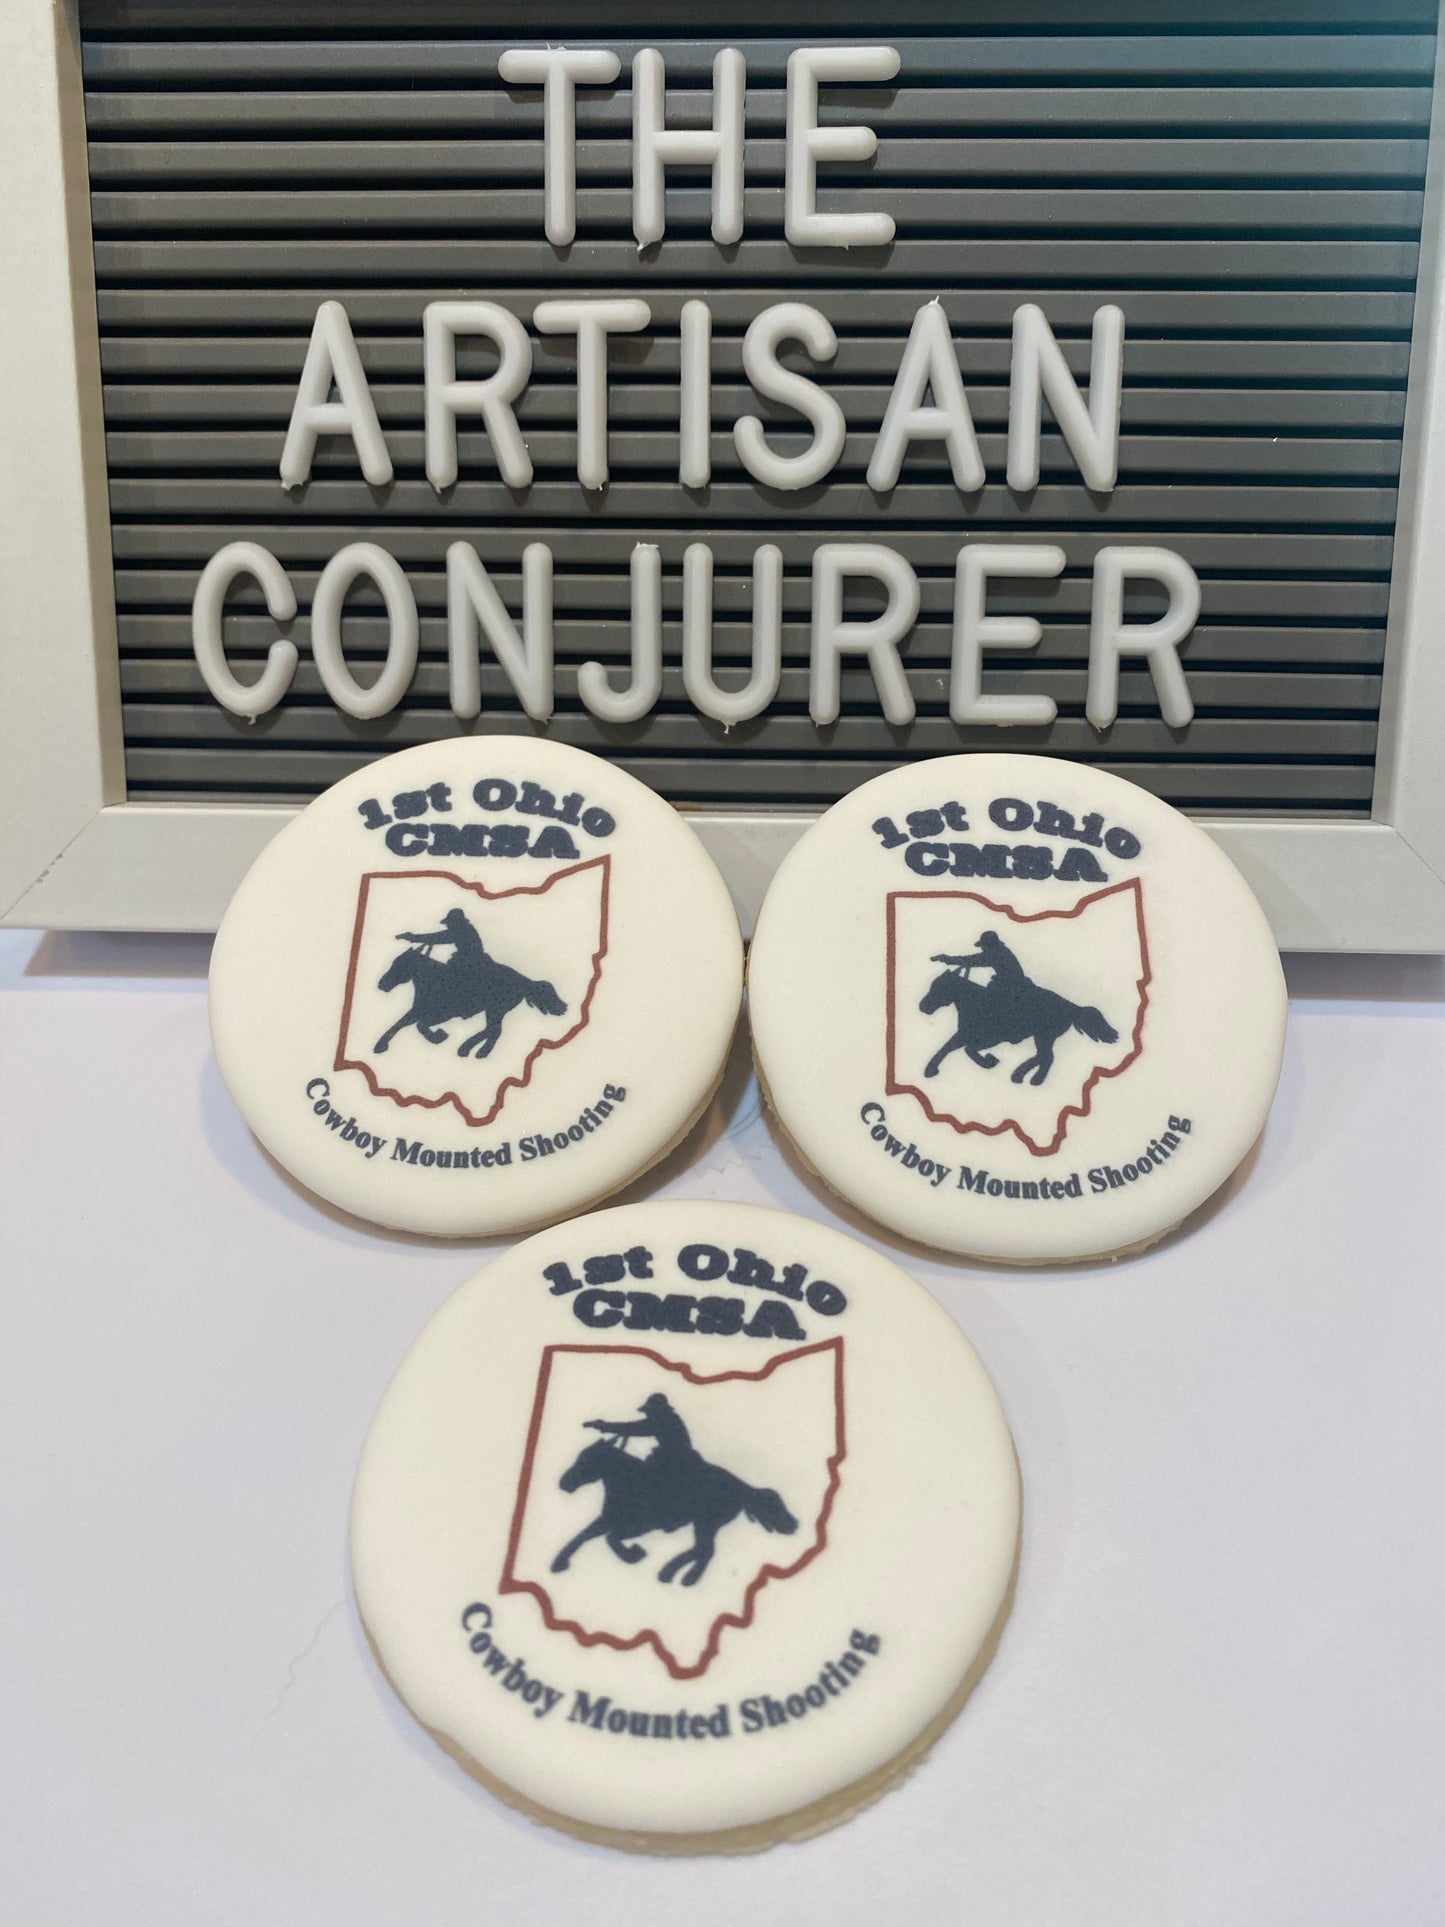 THE
ARTISAN
CONJURER
1st Ohio
CMSA
Cowboy Mounted Shooting
1st Ohio
CMSA
Cowboy Mounted Shooting
1st Ohio
CMSA
Cowboy Mounted Shooting